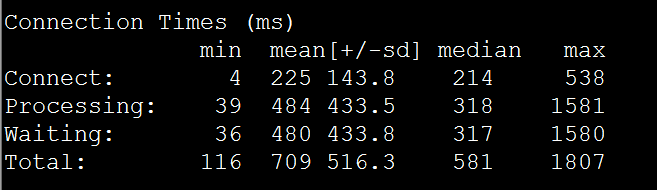 Connection Times (ms)
min mean[+/-sd] median max
Connect: 4 225 143.8 214 538
Processing: 39 484 433.5 318 1581
Waiting: 36 480 433.8 317 1580
Total: 116 709 516.3 581 1807